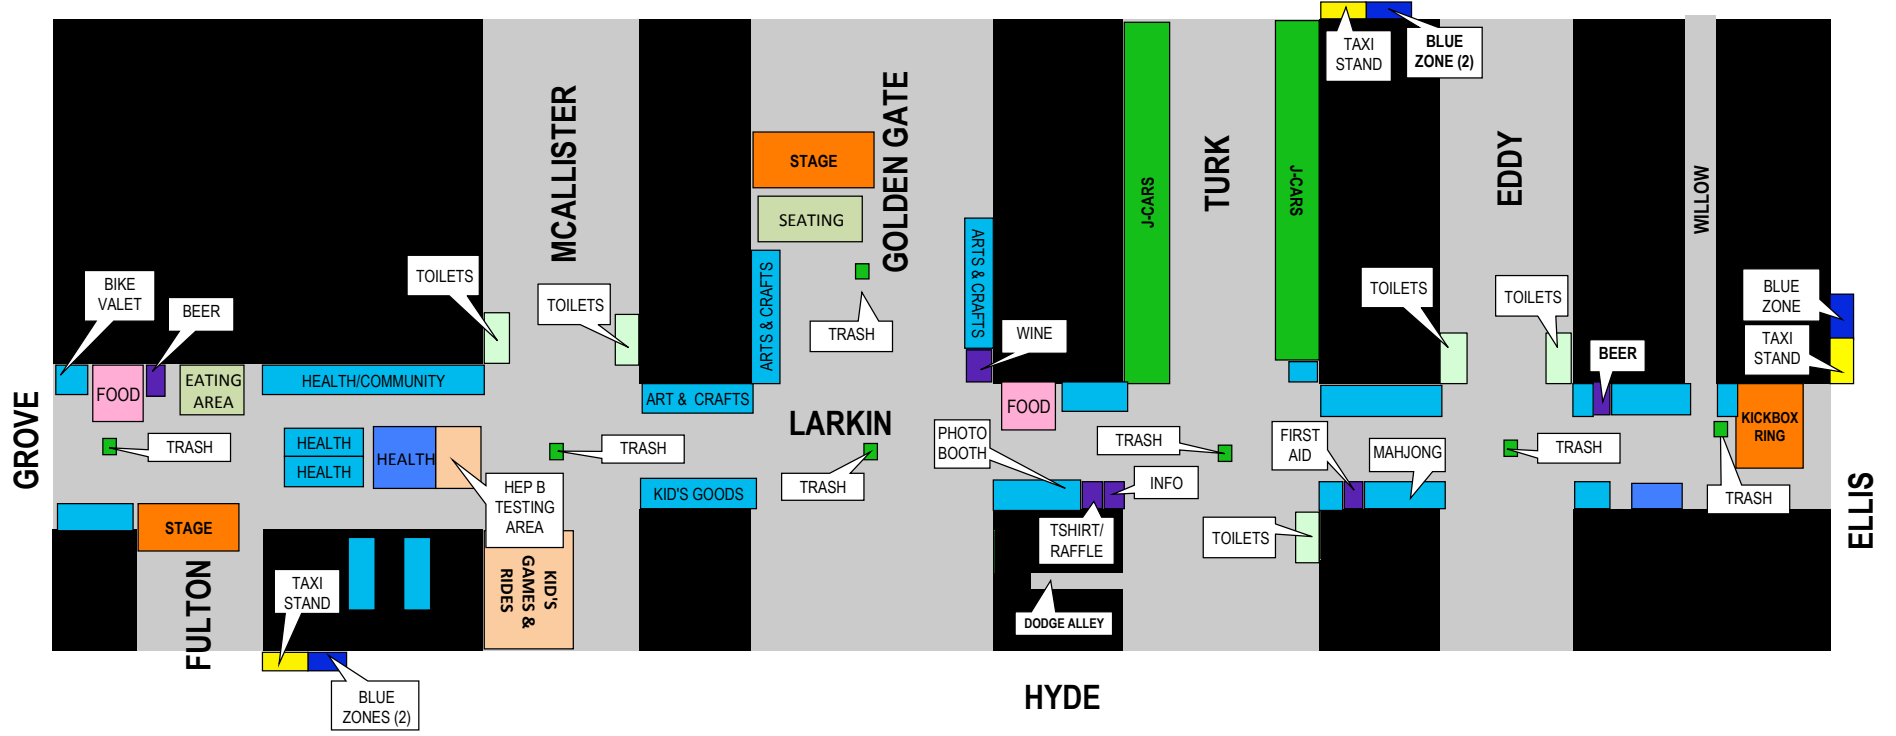 TAXI
STAND
BLUE
ZONE (2)
MCALLISTER
GOLDEN GATE
TURK
EDDY
WILLOW
STAGE
SEATING
J-CARS
J-CARS
ARTS & CRAFTS
ARTS & CRAFTS
TOILETS
TOILETS
BIKE
VALET
BEER
TRASH
WINE
TOILETS
TOILETS
BLUE
ZONE
TAXI
STAND
BEER
FOOD
EATING
AREA
HEALTH/COMMUNITY
ART & CRAFTS
FOOD
GROVE
LARKIN
KICKBOX
RING
TRASH
HEALTH
HEALTH
HEALTH
TRASH
TRASH
PHOTO
BOOTH
TRASH
INFO
FIRST
AID
MAHJONG
TRASH
TRASH
ELLIS
HEP B
TESTING
AREA
KID'S GOODS
STAGE
TSHIRT/
RAFFLE
TOILETS
KID'S
GAMES &
RIDES
FULTON
TAXI
STAND
DODGE ALLEY
BLUE
ZONES (2)
HYDE